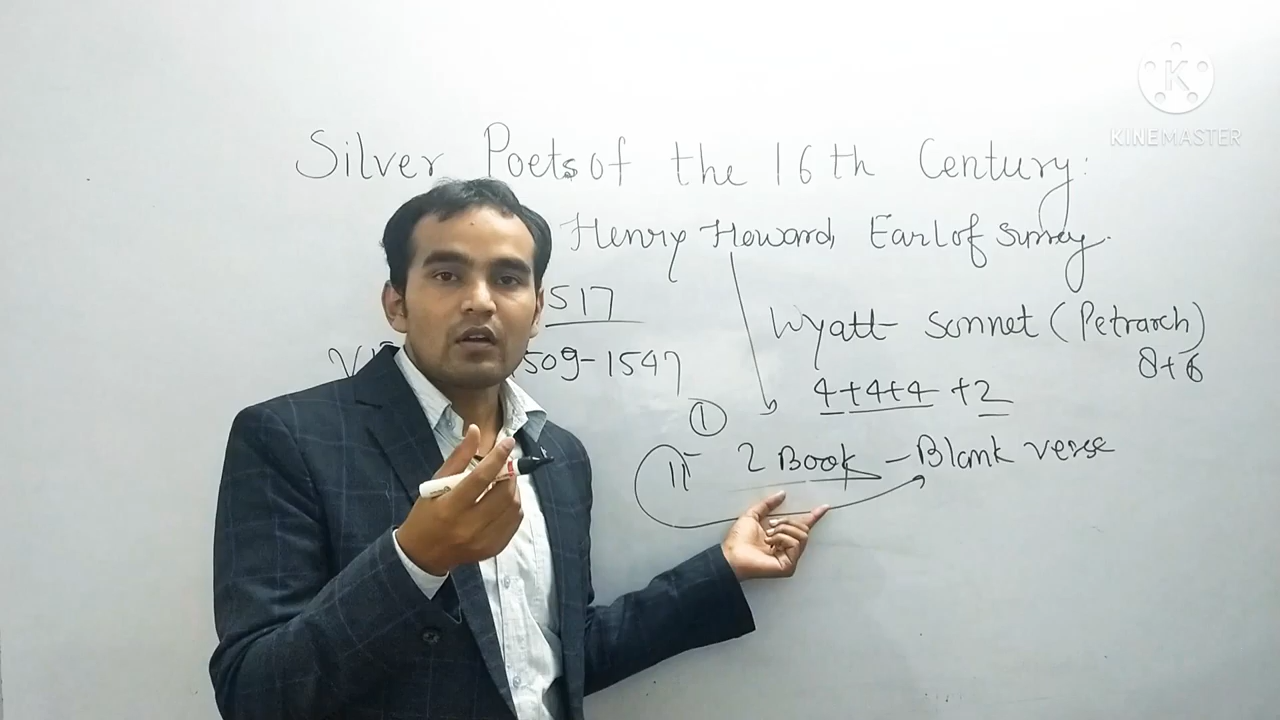 KINEMASTER
Silver Poets of the 16th Century:
Henry Howard, Earl of Surrey.
517
Wyatt - Sonnet (Petrarch)
8+6
509-1547
4+4+4+2
1
2 Book - Blank verse